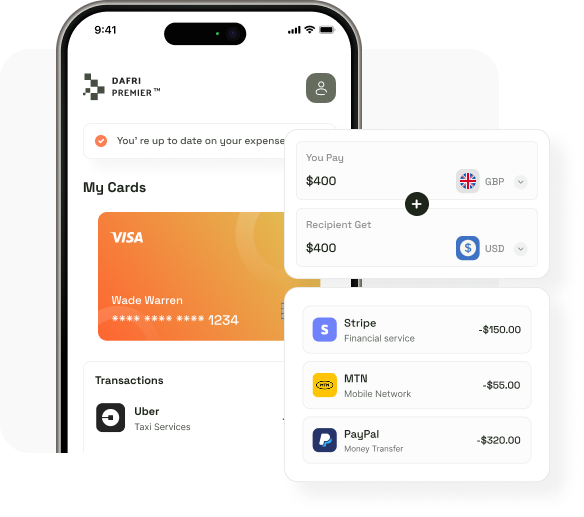 9:41
DAFRI
PREMIER™
You' re up to date on your expense
My Cards
VISA
Wade Warren
**** **** **** 1234
Transactions
Uber
Taxi Services
You Pay
$400
GBP
Recipient Get
$400
USD
S
Stripe
Financial service
-$150.00
MTN
MTN
Mobile Network
-$55.00
PayPal
Money Transfer
-$320.00